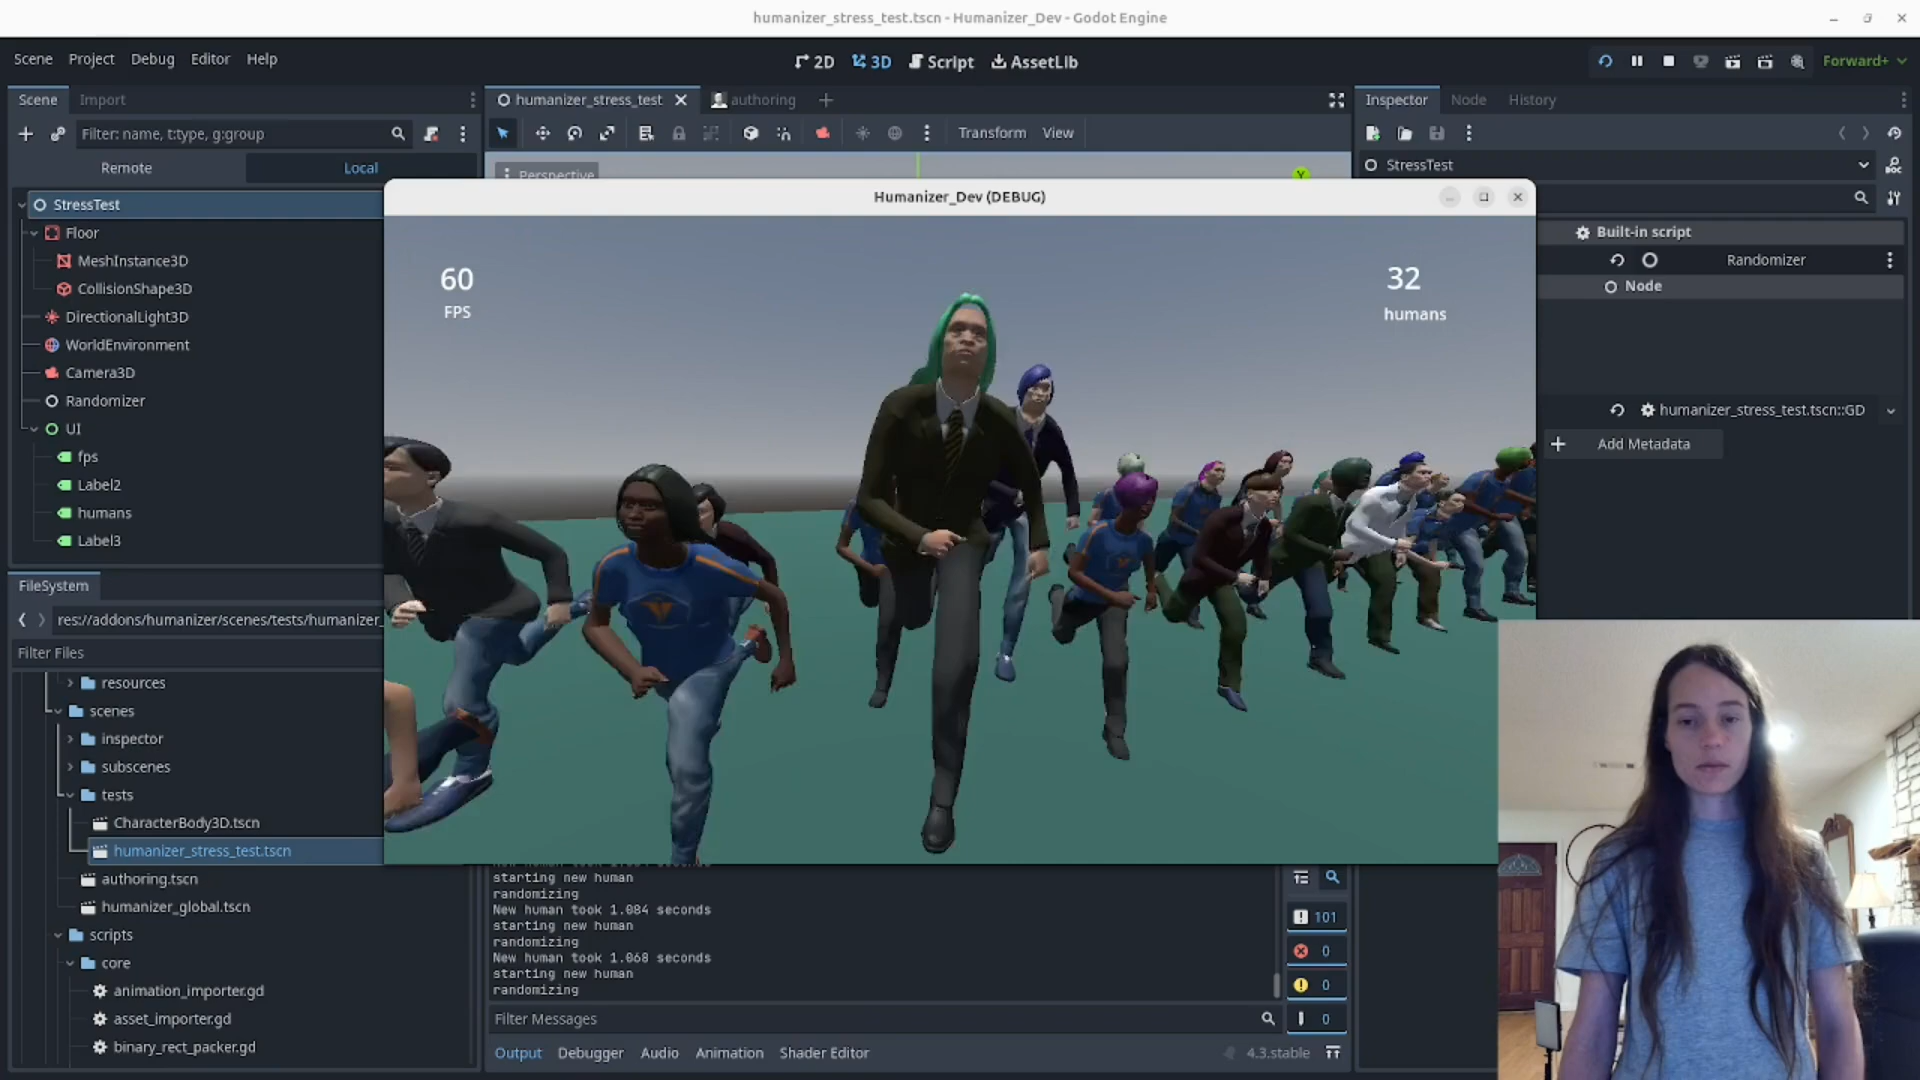 humanizer_stress_test.tscn - Humanizer_Dev - Godot Engine
Scene Project Debug Editor Help
2D 3D Script AssetLib
Forward+
Scene Import
humanizer_stress_test authoring
Inspector Node History
Filter: name, t:type, g:group
Transform View
Remote Local
Perspective
Y
StressTest
StressTest
Floor
MeshInstance3D
CollisionShape3D
DirectionalLight3D
WorldEnvironment
Camera3D
Randomizer
UI
fps
Label2
humans
Label3
Humanizer_Dev (DEBUG)
60
FPS
32
humans
Built-in script
Randomizer
Node
humanizer_stress_test.tscn::GD
Add Metadata
FileSystem
res://addons/humanizer/scenes/tests/humanizer_
Filter Files
resources
scenes
inspector
subscenes
tests
CharacterBody3D.tscn
humanizer_stress_test.tscn
authoring.tscn
humanizer_global.tscn
scripts
core
animation_importer.gd
asset_importer.gd
binary_rect_packer.gd
starting new human
randomizing
New human took 1.084 seconds
starting new human
randomizing
New human took 1.068 seconds
starting new human
randomizing
101
0
0
0
Filter Messages
Output Debugger Audio Animation Shader Editor
4.3.stable